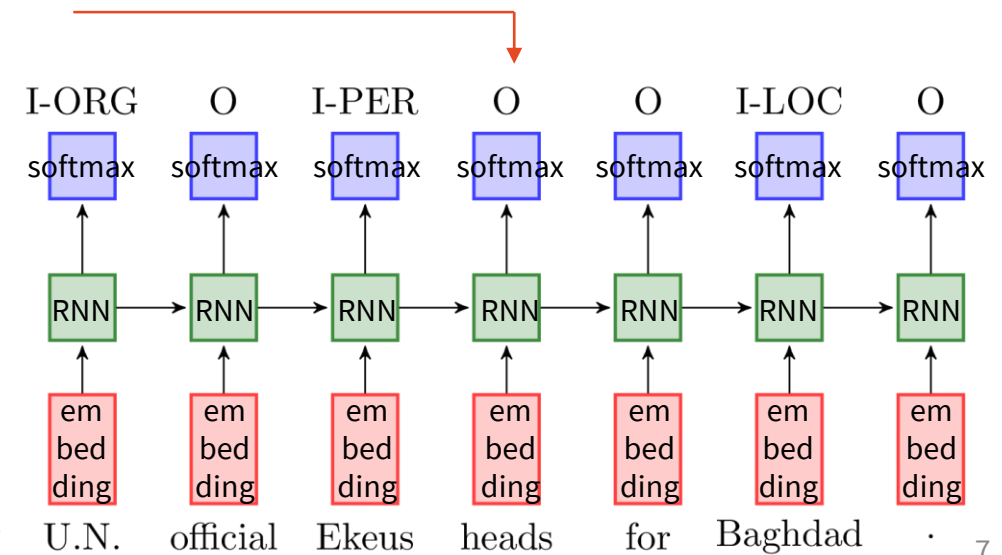 I-ORG O I-PER O O I-LOC O
softmax softmax softmax softmax softmax softmax softmax
RNN RNN RNN RNN RNN RNN RNN
em em em em em em em
bed bed bed bed bed bed bed
ding ding ding ding ding ding ding
U.N. official Ekeus heads for Baghdad .
7